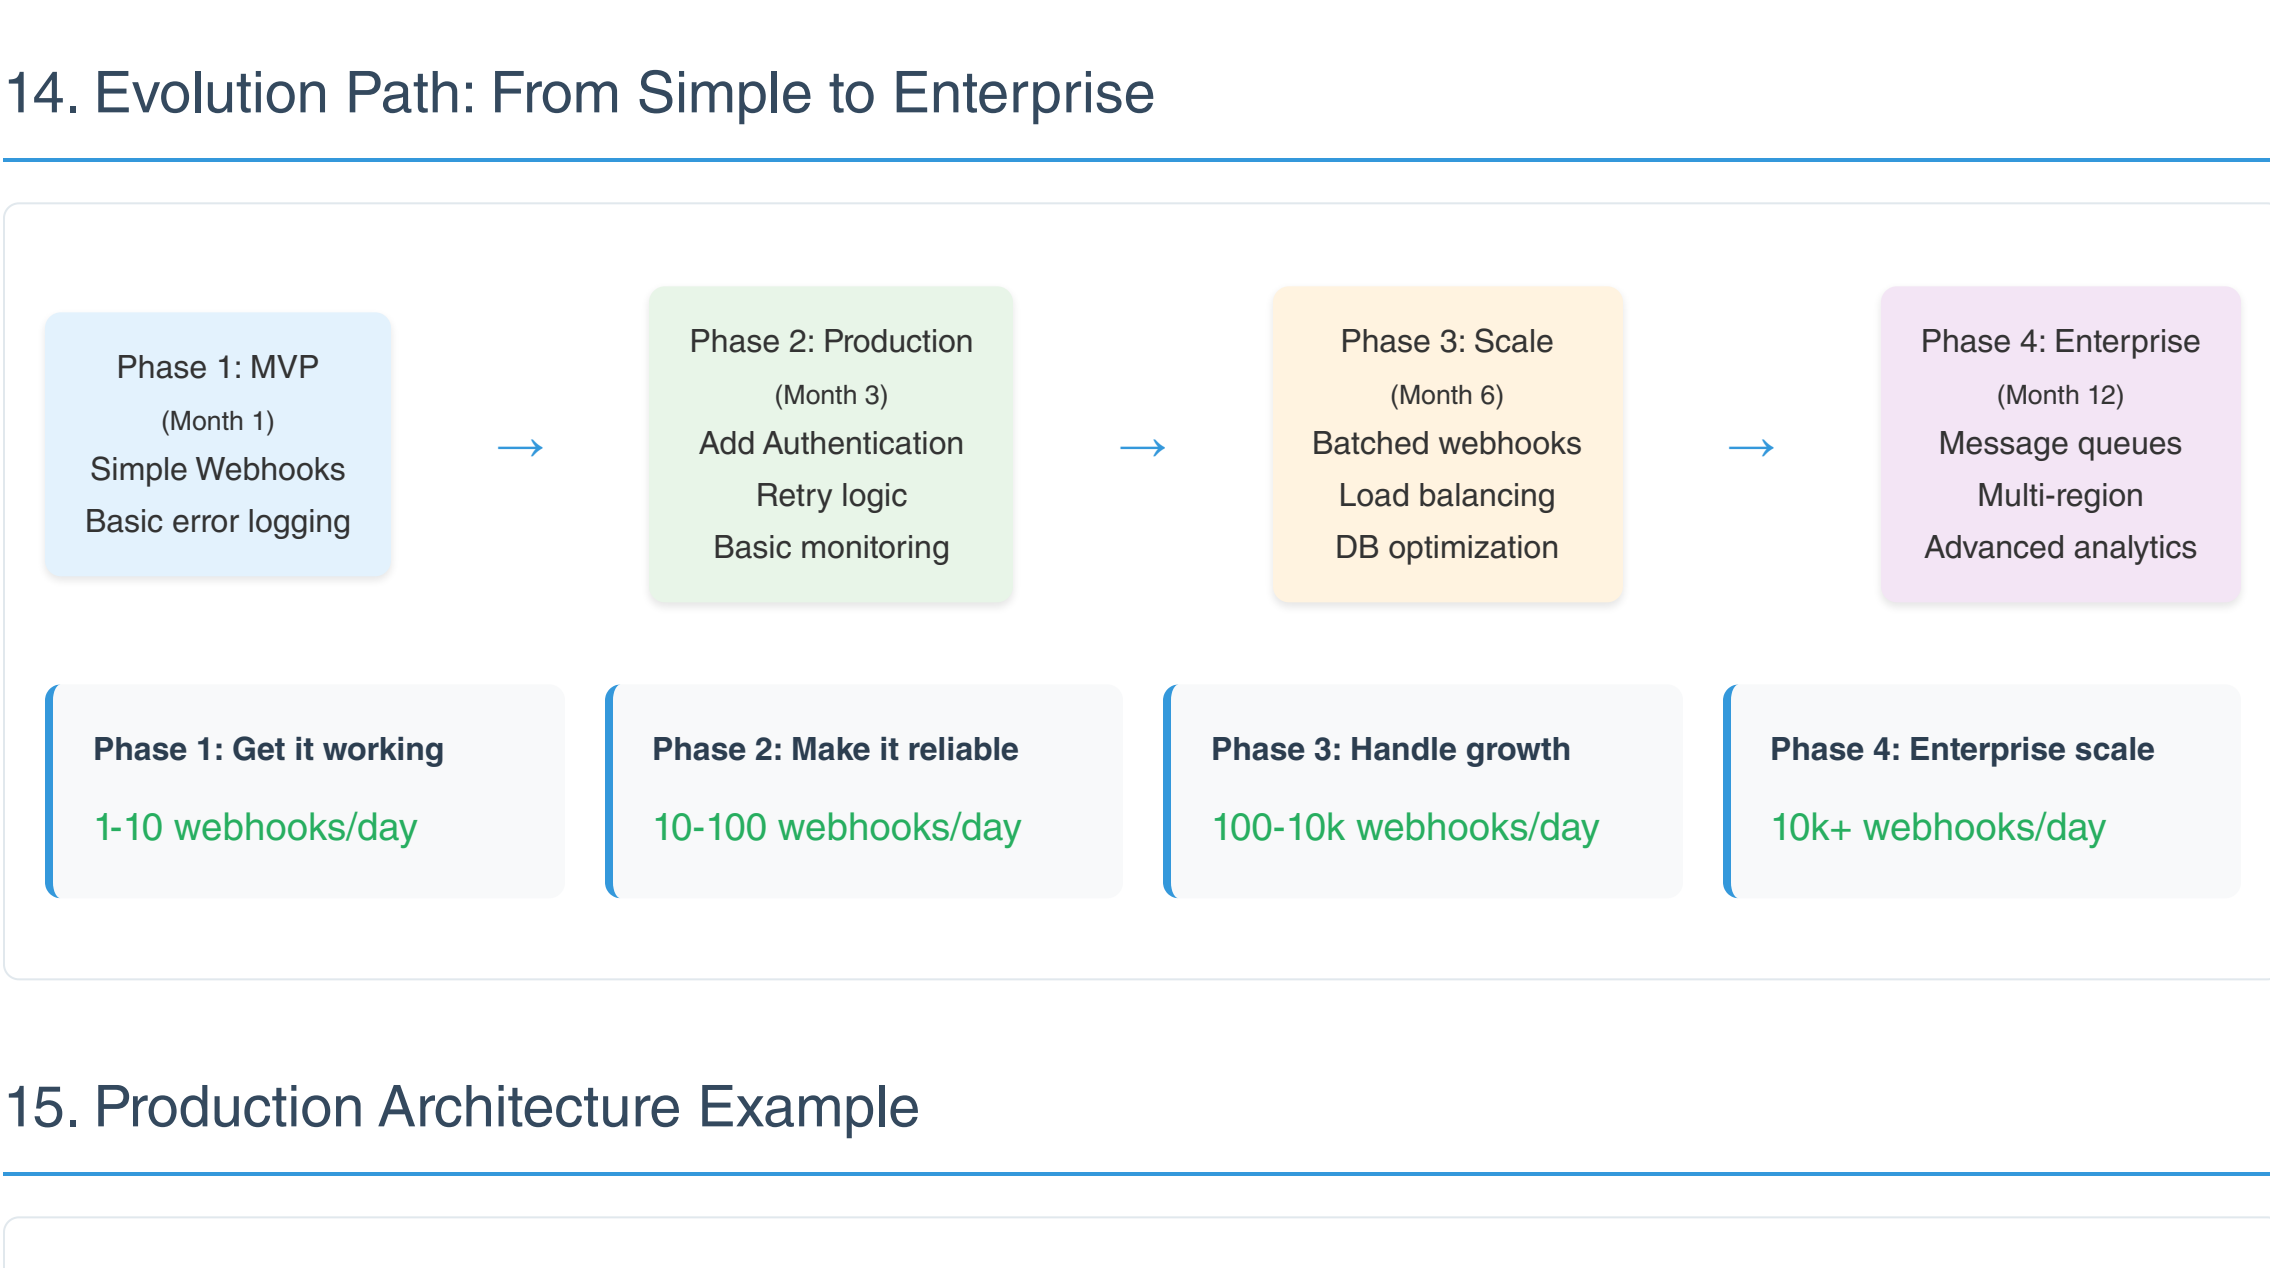 14. Evolution Path: From Simple to Enterprise
Phase 1: MVP
(Month 1)
Simple Webhooks
Basic error logging
→
Phase 2: Production
(Month 3)
Add Authentication
Retry logic
Basic monitoring
→
Phase 3: Scale
(Month 6)
Batched webhooks
Load balancing
DB optimization
→
Phase 4: Enterprise
(Month 12)
Message queues
Multi-region
Advanced analytics
Phase 1: Get it working
1-10 webhooks/day
Phase 2: Make it reliable
10-100 webhooks/day
Phase 3: Handle growth
100-10k webhooks/day
Phase 4: Enterprise scale
10k+ webhooks/day
15. Production Architecture Example